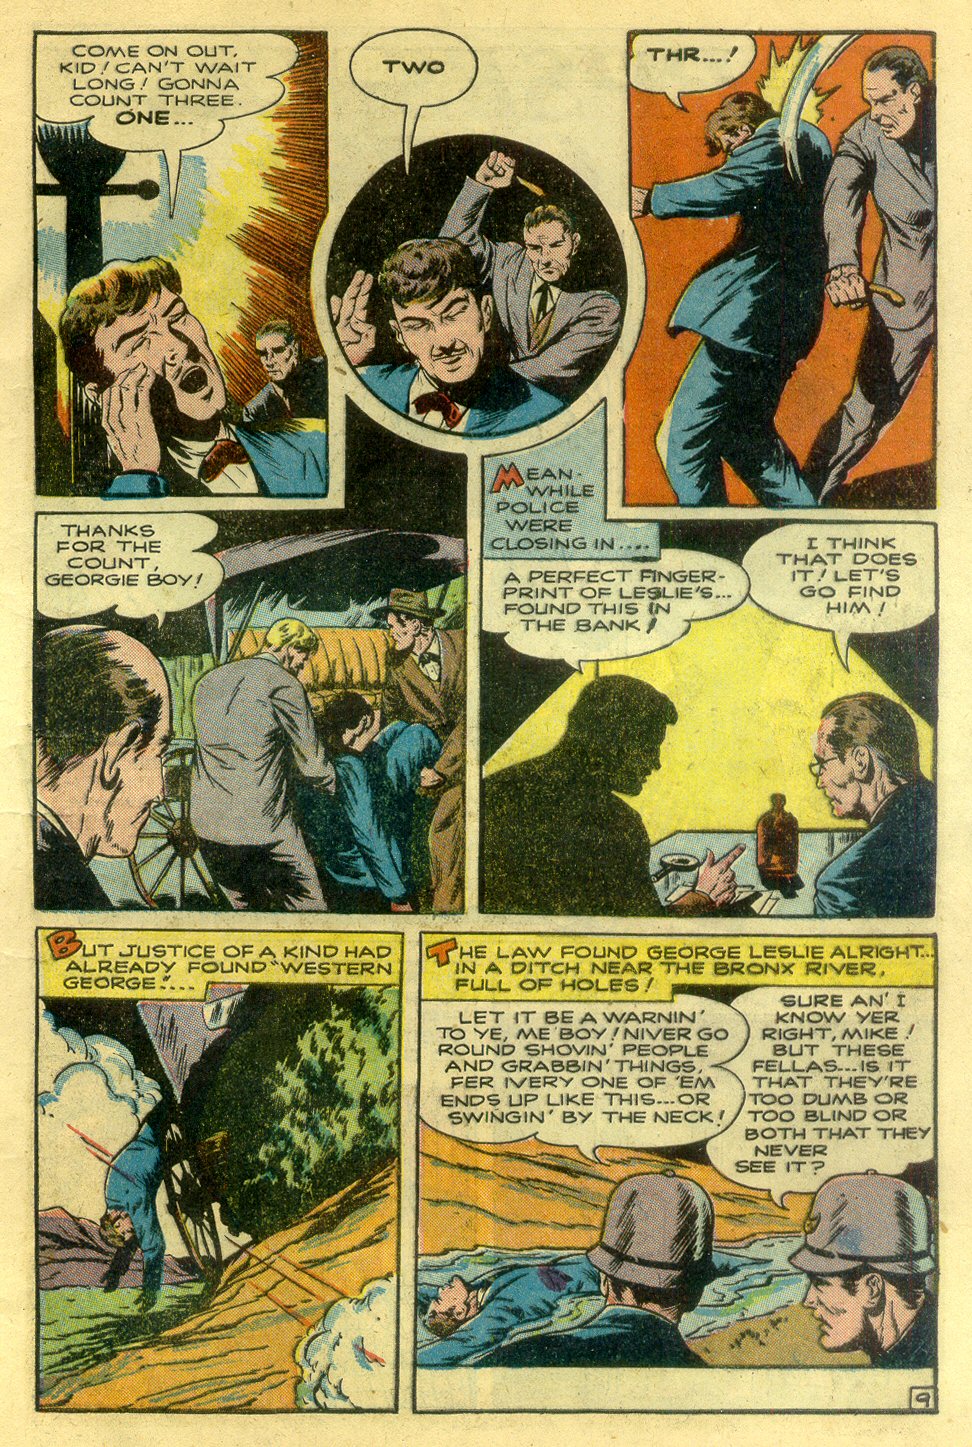 COME ON OUT,
KID! CAN'T WAIT
LONG! GONNA
COUNT THREE.
ONE...
TWO
THR....!
THANKS
FOR THE
COUNT,
GEORGIE BOY!
MEAN-
WHILE
POLICE
WERE
CLOSING IN....
A PERFECT FINGER-
PRINT OF LESLIE'S...
FOUND THIS IN
THE BANK!
I THINK
THAT DOES
IT! LET'S
GO FIND
HIM!
BUT JUSTICE OF A KIND HAD
ALREADY FOUND "WESTERN
GEORGE"!...
THE LAW FOUND GEORGE LESLIE ALRIGHT...
IN A DITCH NEAR THE BRONX RIVER,
FULL OF HOLES!
LET IT BE A WARNIN'
TO YE, ME BOY! NIVER GO
ROUND SHOVIN' PEOPLE
AND GRABBIN' THINGS,
FER IVERY ONE OF 'EM
ENDS UP LIKE THIS...OR
SWINGIN' BY THE NECK!
SURE AN' I
KNOW YER
RIGHT, MIKE!
BUT THESE
FELLAS...IS IT
THAT THEY'RE
TOO DUMB OR
TOO BLIND OR
BOTH THAT THEY
NEVER
SEE IT?
9